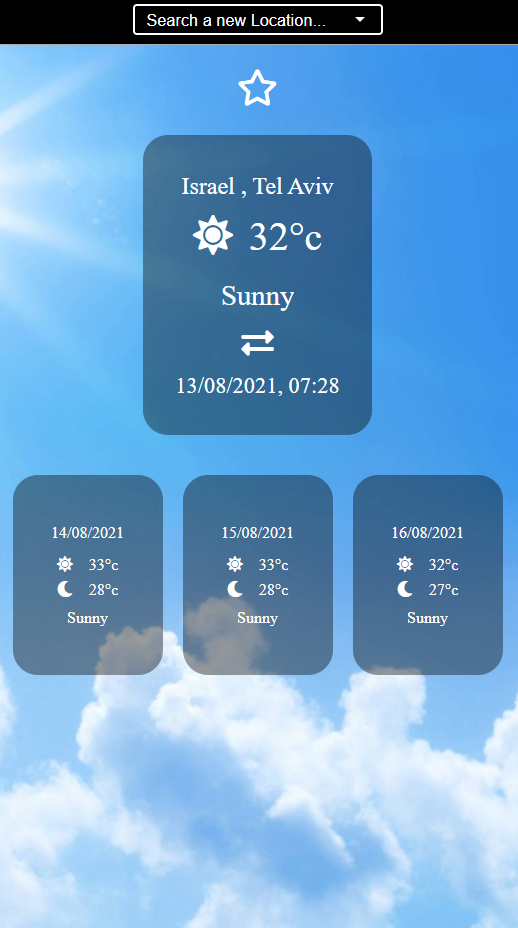 Search a new Location...
Israel , Tel Aviv
32°c
Sunny
13/08/2021, 07:28
14/08/2021
33°c
28°c
Sunny
15/08/2021
33°c
28°c
Sunny
16/08/2021
32°c
27°c
Sunny